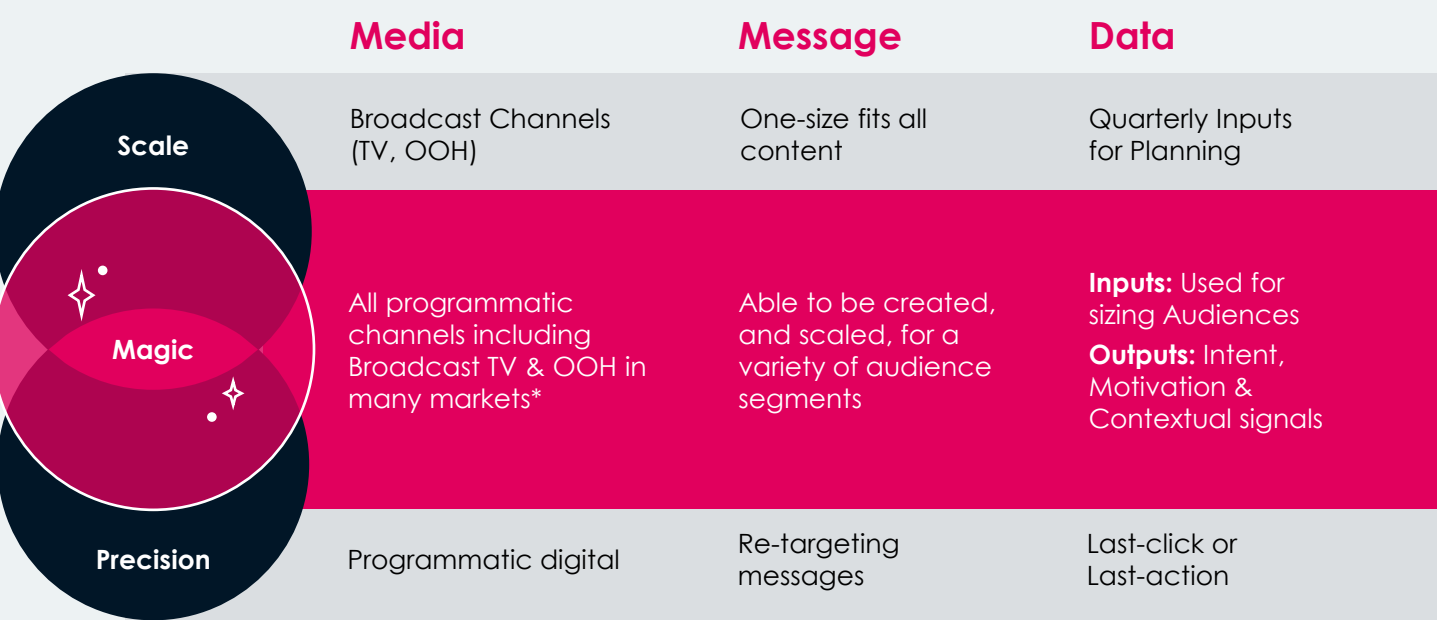 Media
Message
Data
Scale
Broadcast Channels
(TV, OOH)
One-size fits all
content
Quarterly Inputs
for Planning
Magic
All programmatic
channels including
Broadcast TV & OOH in
many markets*
Able to be created,
and scaled, for a
variety of audience
segments
Inputs: Used for
sizing Audiences
Outputs: Intent,
Motivation &
Contextual signals
Precision
Programmatic digital
Re-targeting
messages
Last-click or
Last-action